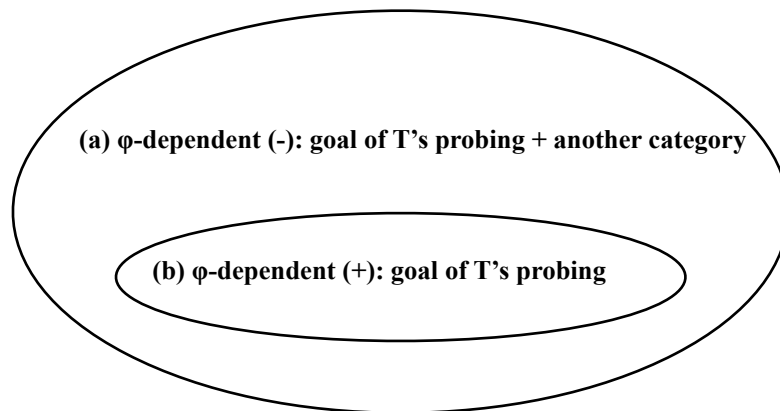 (a) φ-dependent (-): goal of T’s probing + another category
(b) φ-dependent (+): goal of T’s probing